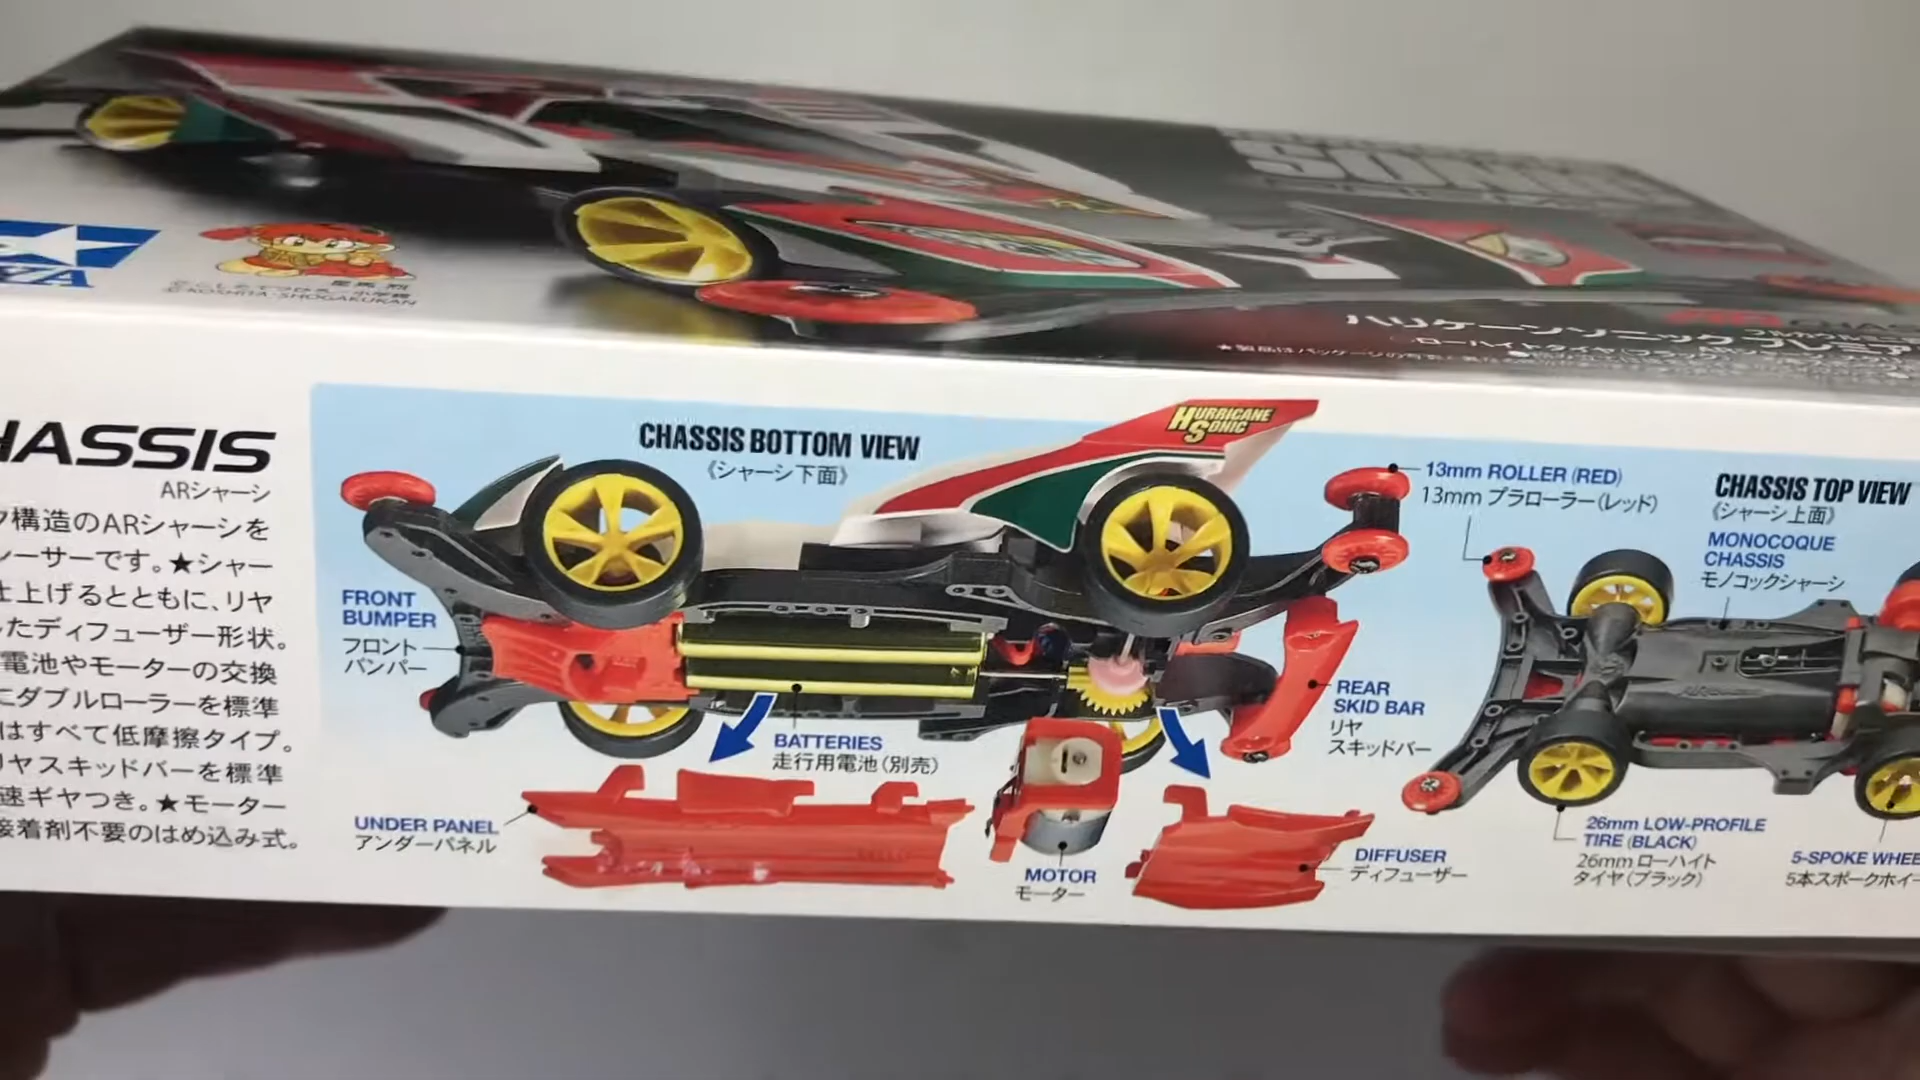 SONIC
星馬 烈
ハリケーンソニック プレミア
HASSIS
ARシャーシ
構造のARシャーシを
ーサーです。★シャー
仕上げるとともに、リヤ
したディフューザー形状。
電池やモーターの交換
にダブルローラーを標準
はすべて低摩擦タイプ。
リヤスキッドバーを標準
速ギヤつき。★モーター
接着剤不要のはめ込み式。
CHASSIS BOTTOM VIEW
《シャーシ下面》
HURRICANE
SONIC
13mm ROLLER (RED)
13mm プラローラー(レッド)
FRONT
BUMPER
フロント
バンパー
BATTERIES
走行用電池(別売)
REAR
SKID BAR
リヤ
スキッドバー
UNDER PANEL
アンダーパネル
MOTOR
モーター
DIFFUSER
ディフューザー
CHASSIS TOP VIEW
《シャーシ上面》
MONOCOQUE
CHASSIS
モノコックシャーシ
26mm LOW-PROFILE
TIRE (BLACK)
26mm ローハイト
タイヤ(ブラック)
5-SPOKE WHEE
5本スポークホイー